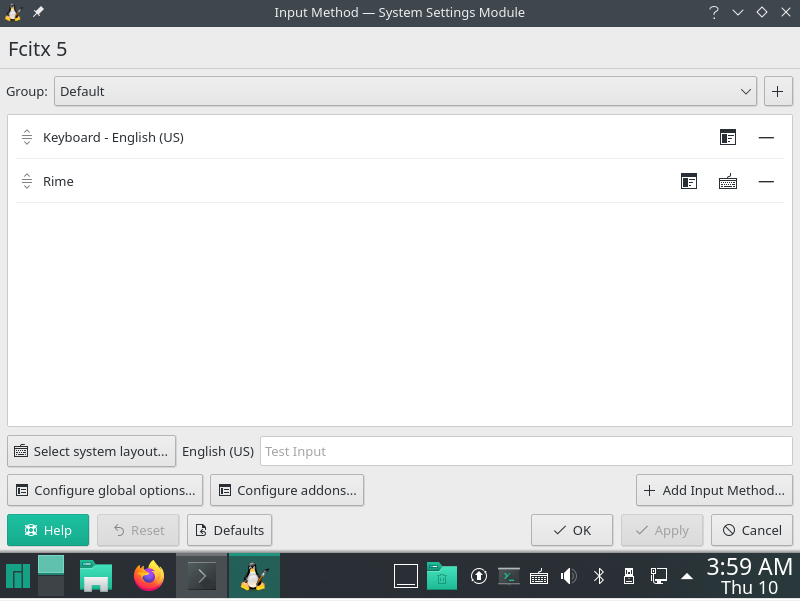 Input Method — System Settings Module
Fcitx 5
Group: Default
Keyboard - English (US)
Rime
Select system layout... English (US) Test Input
Configure global options... Configure addons... Add Input Method...
Help Reset Defaults OK Apply Cancel
3:59 AM
Thu 10